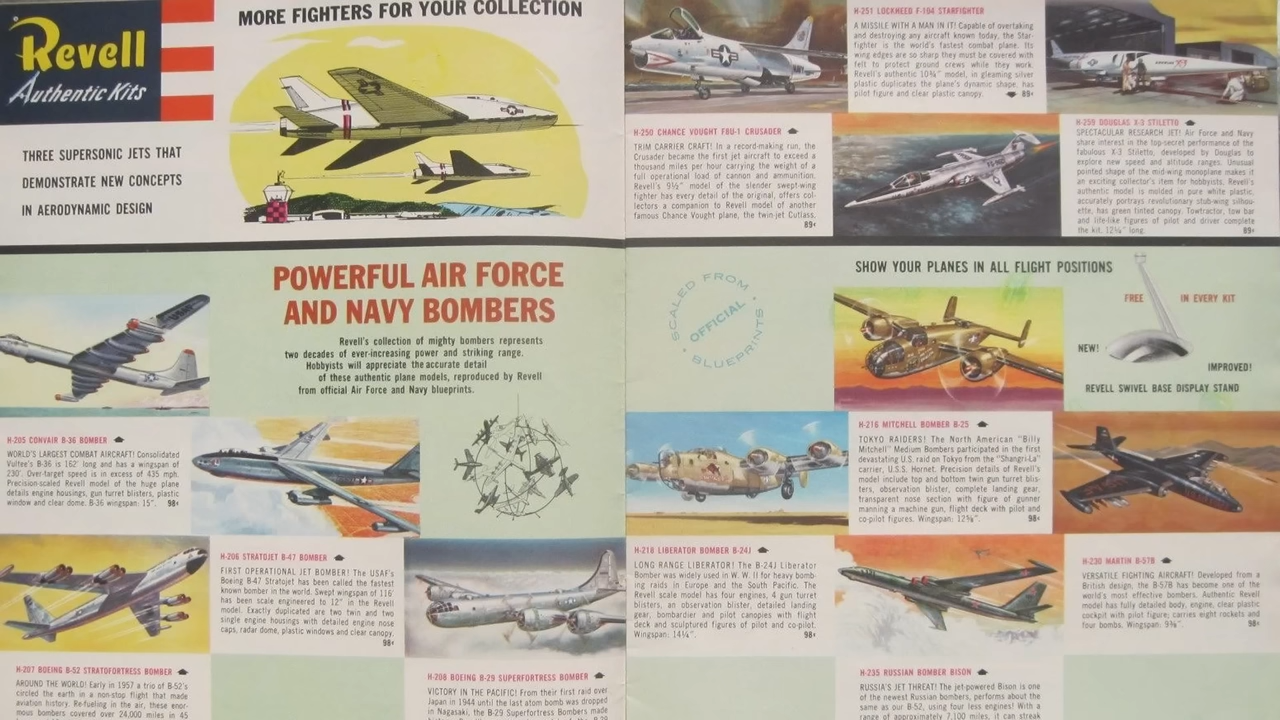 Revell
Authentic Kits
MORE FIGHTERS FOR YOUR COLLECTION
THREE SUPERSONIC JETS THAT
DEMONSTRATE NEW CONCEPTS
IN AERODYNAMIC DESIGN
H-251 LOCKHEED F-104 STARFIGHTER
A MISSILE WITH A MAN IN IT! Capable of overtaking
and destroying any aircraft known today, the Star-
fighter is the world's fastest combat plane. Its
wing edges are so sharp they must be covered with
felt to protect ground crews while they work.
Revell's authentic 10¾" model, in gleaming silver
plastic duplicates the plane's dynamic shape, has
pilot figure and clear plastic canopy. 89¢
H-250 CHANCE VOUGHT F8U-1 CRUSADER
TRIM CARRIER CRAFT! In a record-making run, the
Crusader became the first jet aircraft to exceed a
thousand miles per hour carrying the weight of a
full operational load of cannon and ammunition.
Revell's 9½" model of the slender swept-wing
fighter has every detail of the original, offers col-
lectors a companion to Revell model of another
famous Chance Vought plane, the twin-jet Cutlass.
89¢
H-259 DOUGLAS X-3 STILETTO
SPECTACULAR RESEARCH JET! Air Force and Navy
share interest in the top-secret performance of the
fabulous X-3 Stiletto, developed by Douglas to
explore new speed and altitude ranges. Unusual
pointed shape of the mid-wing monoplane makes it
an exciting collector's item for hobbyists. Revell's
authentic model is molded in pure white plastic,
accurately portrays revolutionary stub-wing silhou-
ette, has green tinted canopy. Towtractor, tow bar
and life-like figures of pilot and driver complete
the kit. 12¼" long. 89¢
POWERFUL AIR FORCE
AND NAVY BOMBERS
Revell's collection of mighty bombers represents
two decades of ever-increasing power and striking range.
Hobbyists will appreciate the accurate detail
of these authentic plane models, reproduced by Revell
from official Air Force and Navy blueprints.
SCALED FROM
OFFICIAL
BLUEPRINTS
SHOW YOUR PLANES IN ALL FLIGHT POSITIONS
FREE IN EVERY KIT
NEW!
IMPROVED!
REVELL SWIVEL BASE DISPLAY STAND
H-205 CONVAIR B-36 BOMBER
WORLD'S LARGEST COMBAT AIRCRAFT! Consolidated
Vultee's B-36 is 162' long and has a wingspan of
230'. Over-target speed is in excess of 435 mph.
Precision-scaled Revell model of the huge plane
details engine housings, gun turret blisters, plastic
window and clear dome. B-36 wingspan: 15". 98¢
H-206 STRATOJET B-47 BOMBER
FIRST OPERATIONAL JET BOMBER! The USAF's
Boeing B-47 Stratojet has been called the fastest
known bomber in the world. Swept wingspan of 116'
has been scale engineered to 12" in the Revell
model. Exactly duplicated are two twin and two
single engine housings with detailed engine nose
caps, radar dome, plastic windows and clear canopy.
98¢
H-207 BOEING B-52 STRATOFORTRESS BOMBER
AROUND THE WORLD! Early in 1957 a trio of B-52's
circled the earth in a non-stop flight that made
aviation history. Re-fueling in the air, these enor-
mous bombers covered over 24,000 miles in 45
H-208 BOEING B-29 SUPERFORTRESS BOMBER
VICTORY IN THE PACIFIC! From their first raid over
Japan in 1944 until the last atom bomb was dropped
in Nagasaki, the B-29 Superfortress Bombers made
H-216 MITCHELL BOMBER B-25
TOKYO RAIDERS! The North American "Billy
Mitchell" Medium Bombers participated in the first
devastating U.S. raid on Tokyo from the "Shangri-La"
carrier, U.S.S. Hornet. Precision details of Revell's
model include top and bottom twin gun turret blis-
ters, observation blister, complete landing gear,
transparent nose section with figure of gunner
manning a machine gun, flight deck with pilot and
co-pilot figures. Wingspan: 12⅝". 98¢
H-218 LIBERATOR BOMBER B-24J
LONG RANGE LIBERATOR! The B-24J Liberator
Bomber was widely used in W. W. II for heavy bomb-
ing raids in Europe and the South Pacific. The
Revell scale model has four engines, 4 gun turret
blisters, an observation blister, detailed landing
gear, bombardier and pilot canopies with flight
deck and sculptured figures of pilot and co-pilot.
Wingspan: 14¼". 98¢
H-230 MARTIN B-57B
VERSATILE FIGHTING AIRCRAFT! Developed from a
British design, the B-57B has become one of the
world's most effective bombers. Authentic Revell
model has fully detailed body, engine, clear plastic
cockpit with pilot figure; carries eight rockets and
four bombs. Wingspan: 9¾". 98¢
H-235 RUSSIAN BOMBER BISON
RUSSIA'S JET THREAT! The jet-powered Bison is one
of the newest Russian bombers, performs about the
same as our B-52, using four less engines! With a
range of approximately 7,100 miles, it can streak